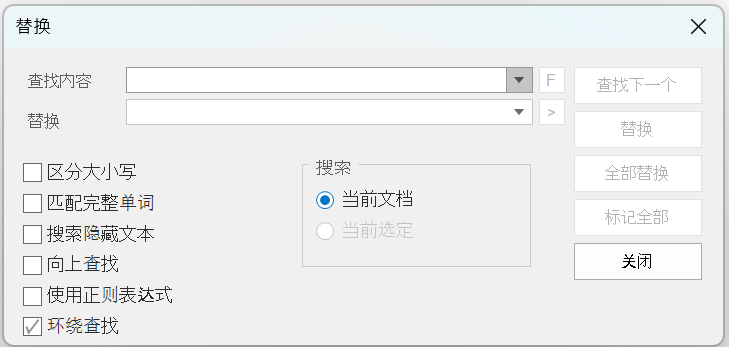 替换
查找内容
F
查找下一个
替换
>
替换
区分大小写
搜索
全部替换
匹配完整单词
当前文档
标记全部
搜索隐藏文本
当前选定
向上查找
关闭
使用正则表达式
环绕查找